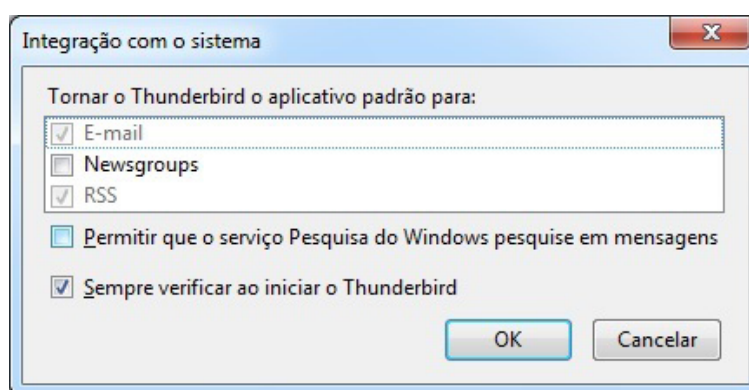 Integração com o sistema
Tornar o Thunderbird o aplicativo padrão para:
E-mail
Newsgroups
RSS
Permitir que o serviço Pesquisa do Windows pesquise em mensagens
Sempre verificar ao iniciar o Thunderbird
OK Cancelar